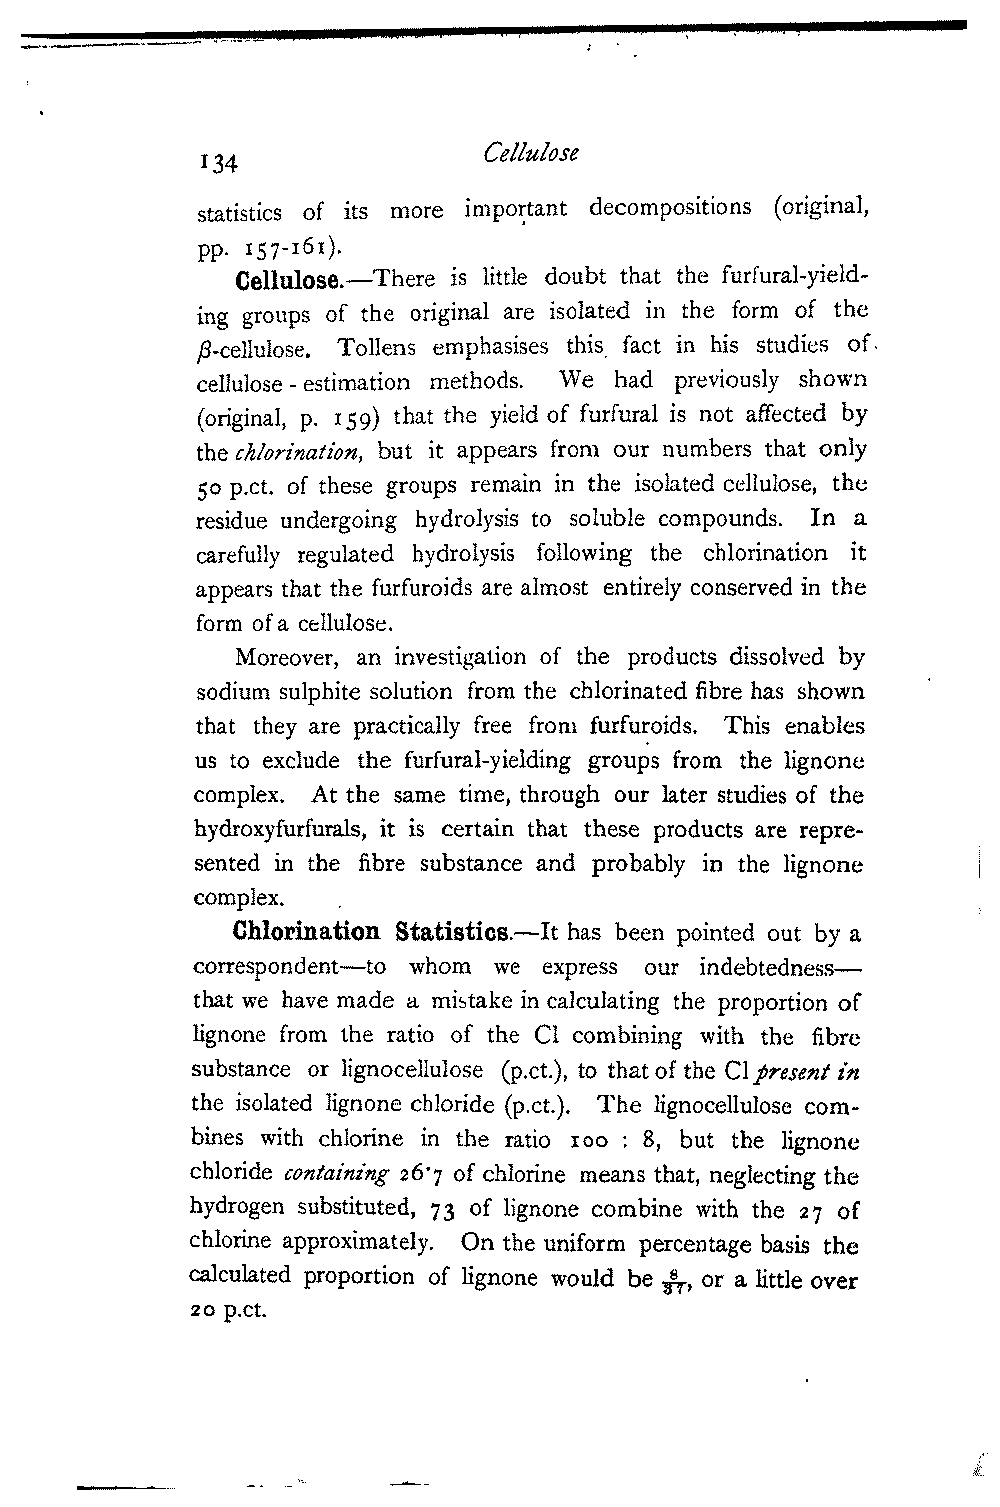 134 Cellulose
statistics of its more important decompositions (original,
pp. 157-161).
Cellulose.—There is little doubt that the furfural-yield-
ing groups of the original are isolated in the form of the
β-cellulose. Tollens emphasises this fact in his studies of
cellulose - estimation methods. We had previously shown
(original, p. 159) that the yield of furfural is not affected by
the chlorination, but it appears from our numbers that only
50 p.ct. of these groups remain in the isolated cellulose, the
residue undergoing hydrolysis to soluble compounds. In a
carefully regulated hydrolysis following the chlorination it
appears that the furfuroids are almost entirely conserved in the
form of a cellulose.
Moreover, an investigation of the products dissolved by
sodium sulphite solution from the chlorinated fibre has shown
that they are practically free from furfuroids. This enables
us to exclude the furfural-yielding groups from the lignone
complex. At the same time, through our later studies of the
hydroxyfurfurals, it is certain that these products are repre-
sented in the fibre substance and probably in the lignone
complex.
Chlorination Statistics.—It has been pointed out by a
correspondent—to whom we express our indebtedness—
that we have made a mistake in calculating the proportion of
lignone from the ratio of the Cl combining with the fibre
substance or lignocellulose (p.ct.), to that of the Cl present in
the isolated lignone chloride (p.ct.). The lignocellulose com-
bines with chlorine in the ratio 100 : 8, but the lignone
chloride containing 26·7 of chlorine means that, neglecting the
hydrogen substituted, 73 of lignone combine with the 27 of
chlorine approximately. On the uniform percentage basis the
calculated proportion of lignone would be 8/37, or a little over
20 p.ct.